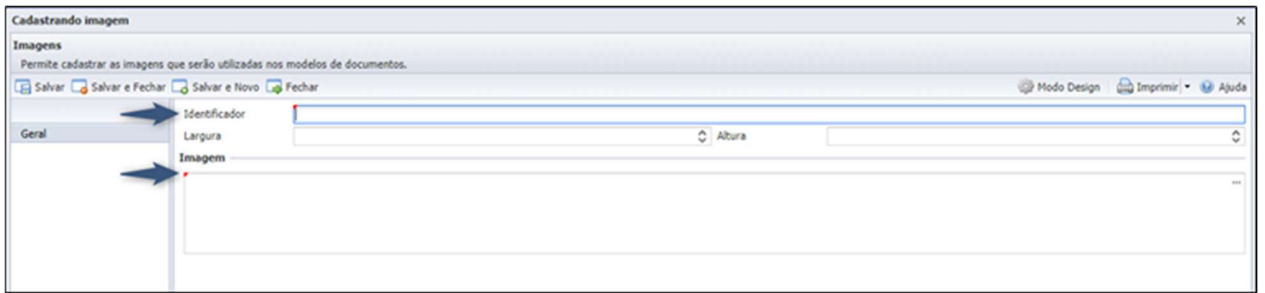 Cadastrando imagem
Imagens
Permite cadastrar as imagens que serão utilizadas nos modelos de documentos.
Salvar Salvar e Fechar Salvar e Novo Fechar Modo Design Imprimir Ajuda
Identificador
Geral
Largura Altura
Imagem